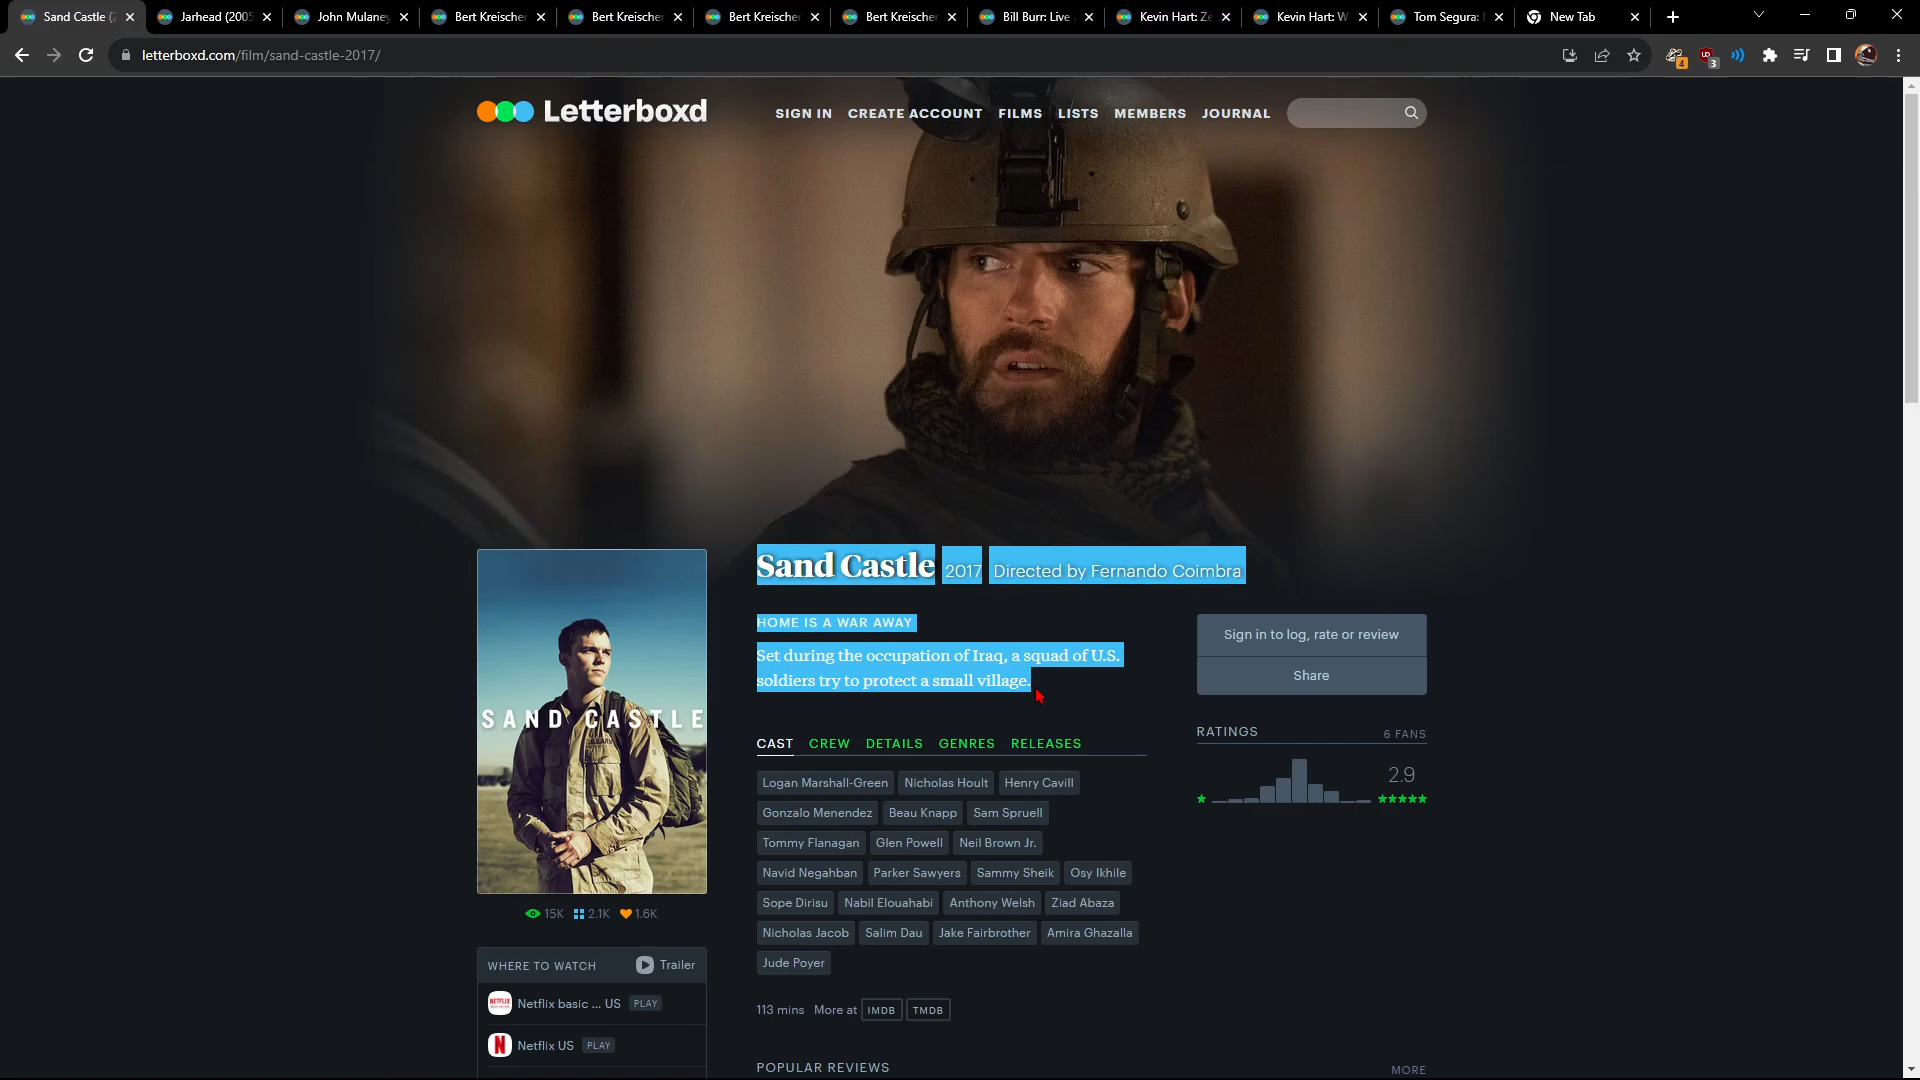 Sand Castle (2
Jarhead (2005
John Mulaney
Bert Kreischer
Bert Kreischer
Bert Kreischer
Bert Kreischer
Bill Burr: Live
Kevin Hart: Ze
Kevin Hart: W
Tom Segura:
New Tab
letterboxd.com/film/sand-castle-2017/
4
3
Letterboxd
SIGN IN CREATE ACCOUNT FILMS LISTS MEMBERS JOURNAL
Sand Castle 2017 Directed by Fernando Coimbra
HOME IS A WAR AWAY
Set during the occupation of Iraq, a squad of U.S.
soldiers try to protect a small village.
Sign in to log, rate or review
Share
SAND CASTLE
RATINGS 6 FANS
2.9
CAST CREW DETAILS GENRES RELEASES
Logan Marshall-Green Nicholas Hoult Henry Cavill
Gonzalo Menendez Beau Knapp Sam Spruell
Tommy Flanagan Glen Powell Neil Brown Jr.
Navid Negahban Parker Sawyers Sammy Sheik Osy Ikhile
Sope Dirisu Nabil Elouahabi Anthony Welsh Ziad Abaza
Nicholas Jacob Salim Dau Jake Fairbrother Amira Ghazalla
Jude Poyer
15K 2.1K 1.6K
WHERE TO WATCH Trailer
Netflix basic ... US PLAY
Netflix US PLAY
113 mins More at IMDB TMDB
POPULAR REVIEWS MORE